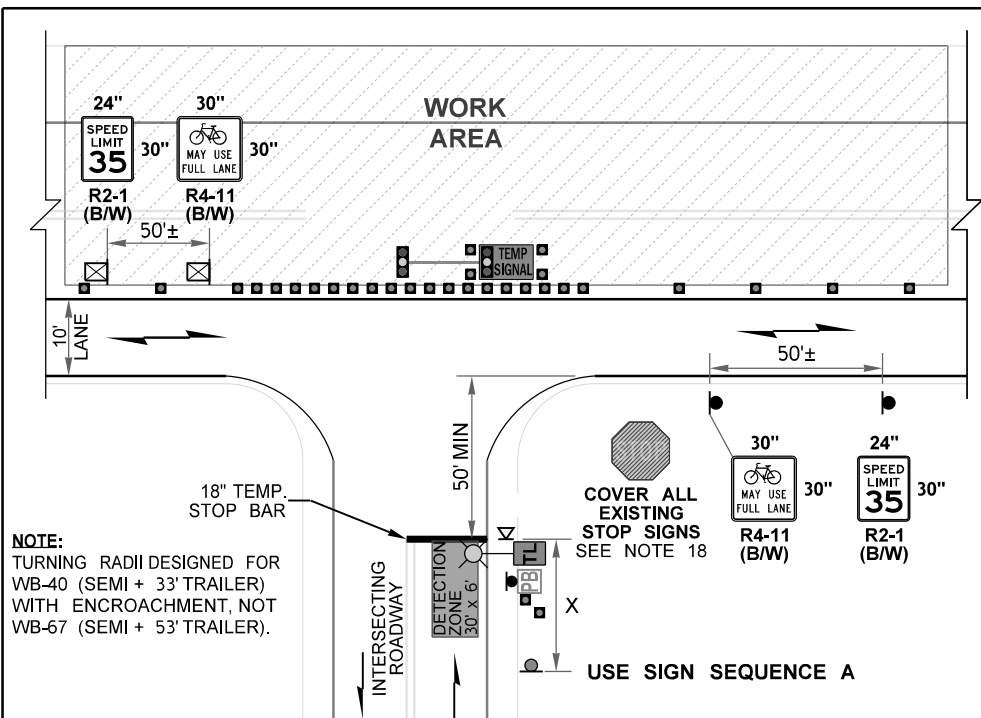 WORK
AREA
24"
SPEED
LIMIT
35
30"
R2-1
(B/W)
30"
MAY USE
FULL LANE
30"
R4-11
(B/W)
50'±
TEMP
SIGNAL
10'
LANE
50'±
50' MIN
STOP
COVER ALL
EXISTING
STOP SIGNS
SEE NOTE 18
30"
MAY USE
FULL LANE
30"
R4-11
(B/W)
24"
SPEED
LIMIT
35
30"
R2-1
(B/W)
18" TEMP.
STOP BAR
NOTE:
TURNING RADII DESIGNED FOR
WB-40 (SEMI + 33' TRAILER)
WITH ENCROACHMENT, NOT
WB-67 (SEMI + 53' TRAILER).
INTERSECTING
ROADWAY
DETECTION
ZONE
30' x 6'
TL
PB
X
USE SIGN SEQUENCE A